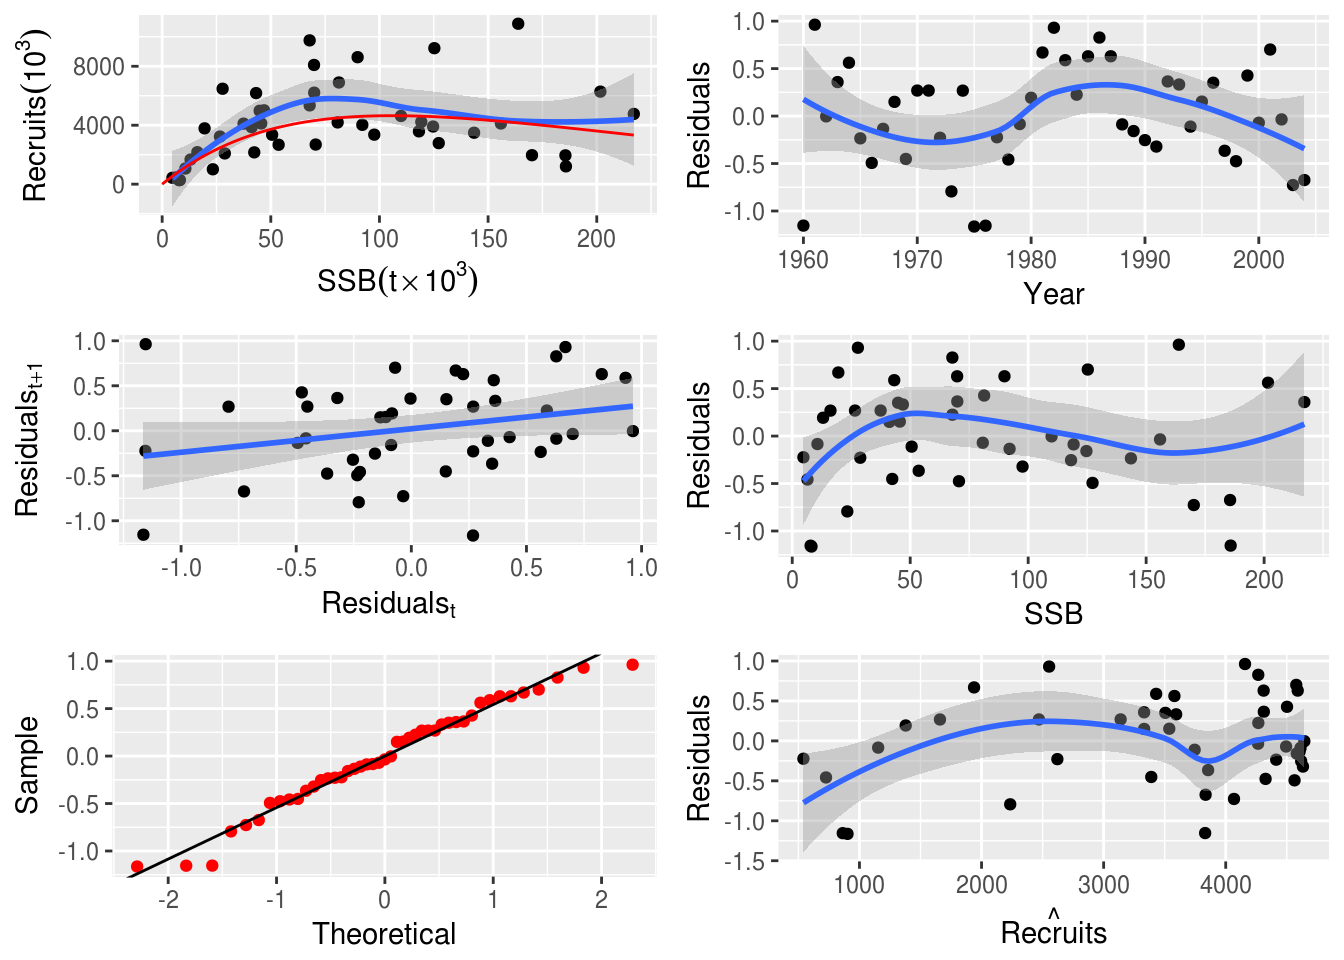 Recruits(10³)
8000
4000
0
0 50 100 150 200
SSB(t×10³)
Residuals
1.0
0.5
0.0
-0.5
-1.0
1960 1970 1980 1990 2000
Year
Residualsₜ₊₁
1.0
0.5
0.0
-0.5
-1.0
-1.0 -0.5 0.0 0.5 1.0
Residualsₜ
Residuals
1.0
0.5
0.0
-0.5
-1.0
0 50 100 150 200
SSB
Sample
1.0
0.5
0.0
-0.5
-1.0
-2 -1 0 1 2
Theoretical
Residuals
1.0
0.5
0.0
-0.5
-1.0
-1.5
1000 2000 3000 4000
^
Recruits